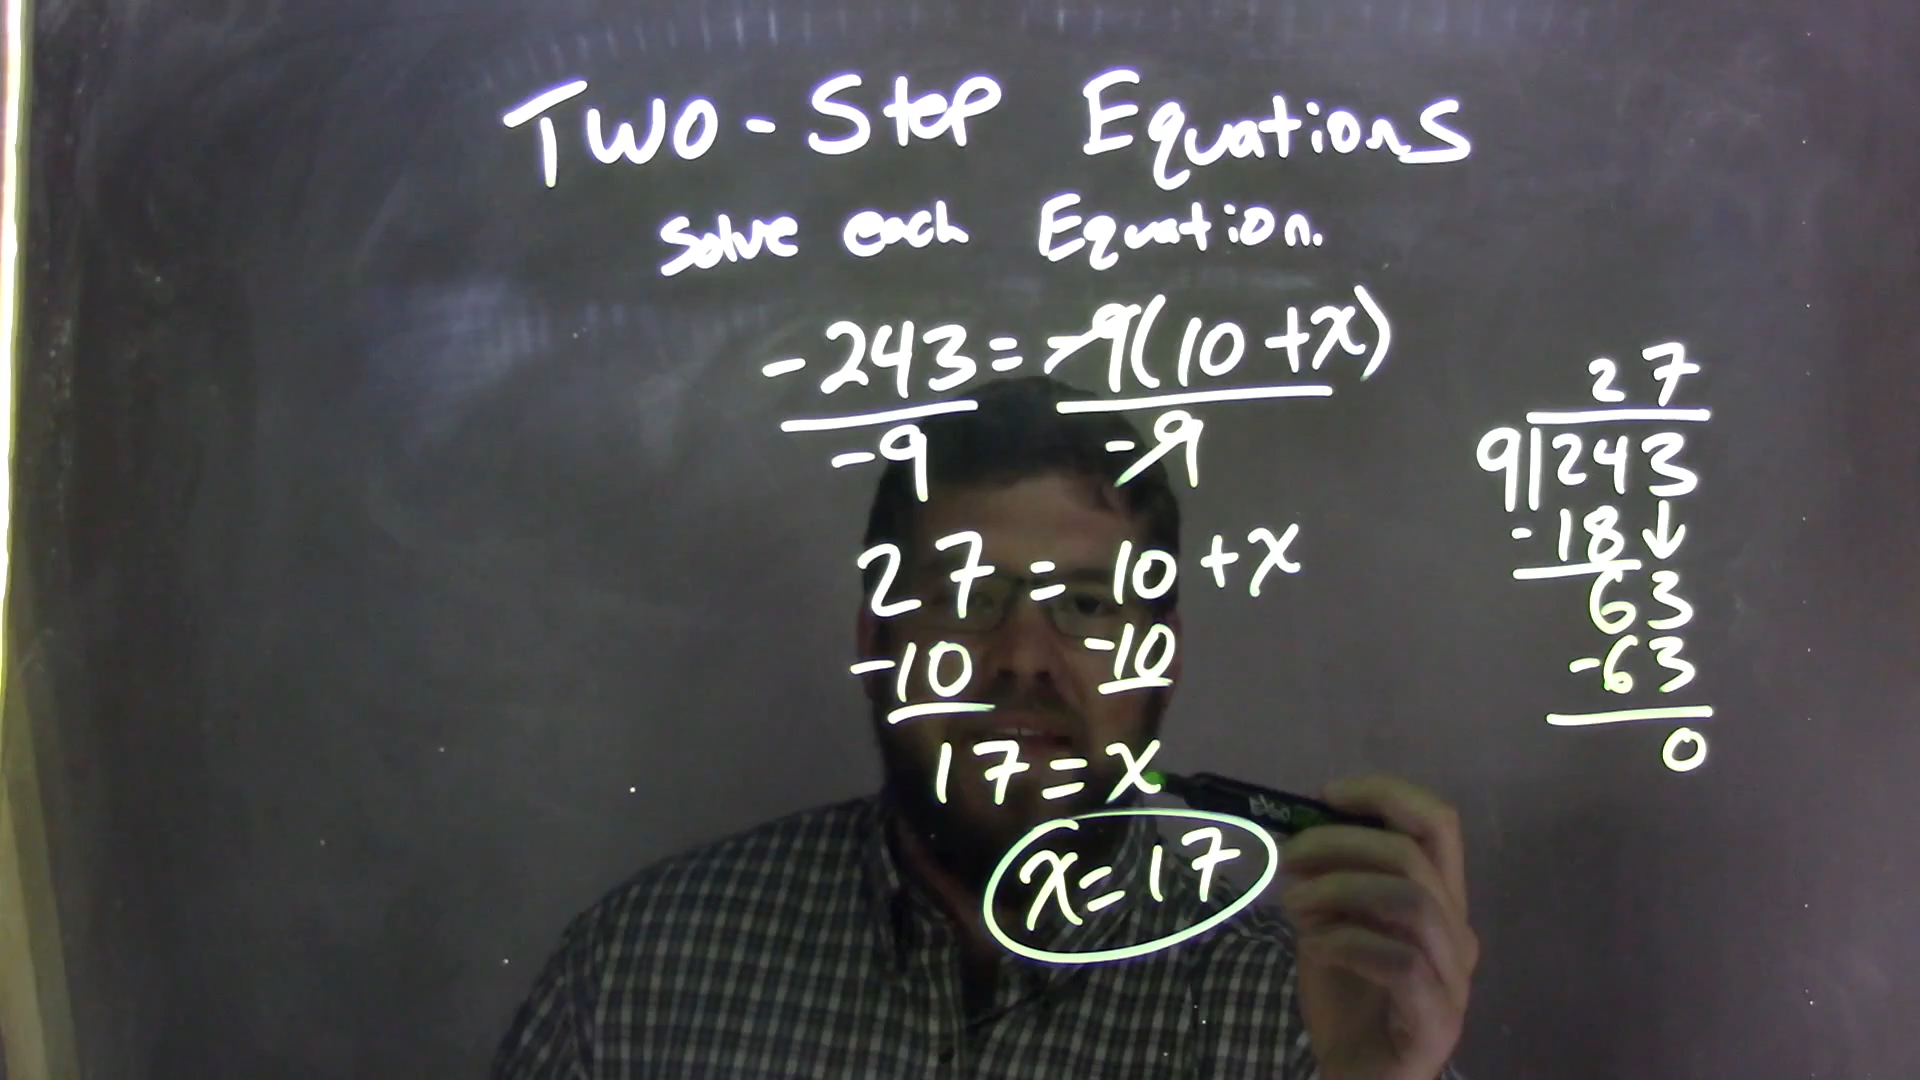 Two-Step Equations
Solve each Equation.
-243 = -9(10+x)
-9 -9
27 = 10+x
-10 -10
17 = x
x=17
27
9|243
-18↓
63
-63
0